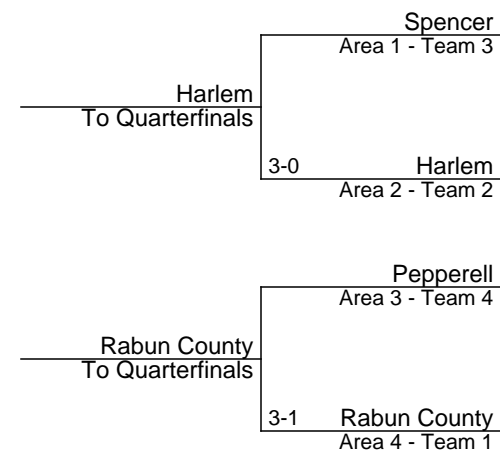 Spencer
Area 1 - Team 3
Harlem
To Quarterfinals
3-0 Harlem
Area 2 - Team 2
Pepperell
Area 3 - Team 4
Rabun County
To Quarterfinals
3-1 Rabun County
Area 4 - Team 1